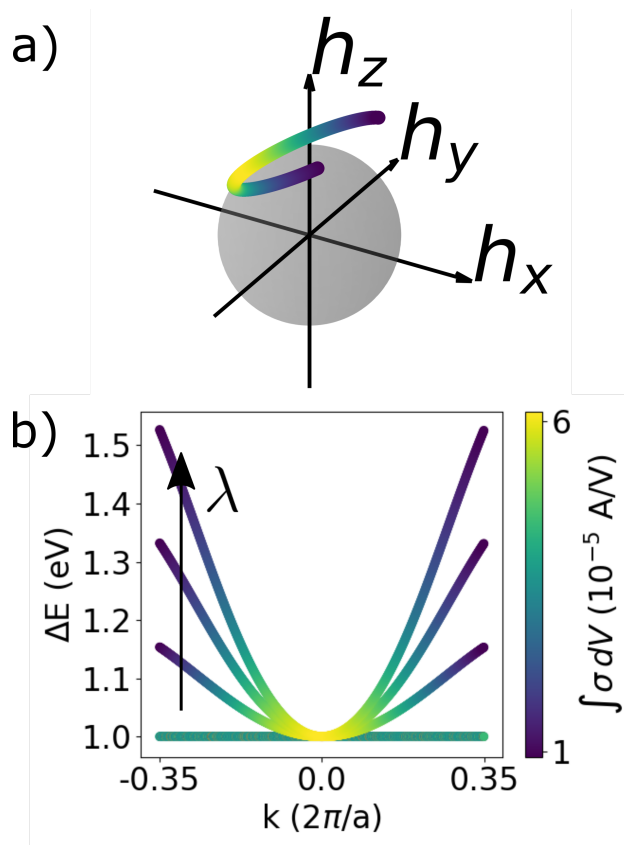 a)
h_z
h_y
h_x
b)
1.5
1.4
1.3
1.2
1.1
1.0
ΔE (eV)
λ
-0.35 0.0 0.35
k (2π/a)
6
1
∫σ dV (10⁻⁵ A/V)